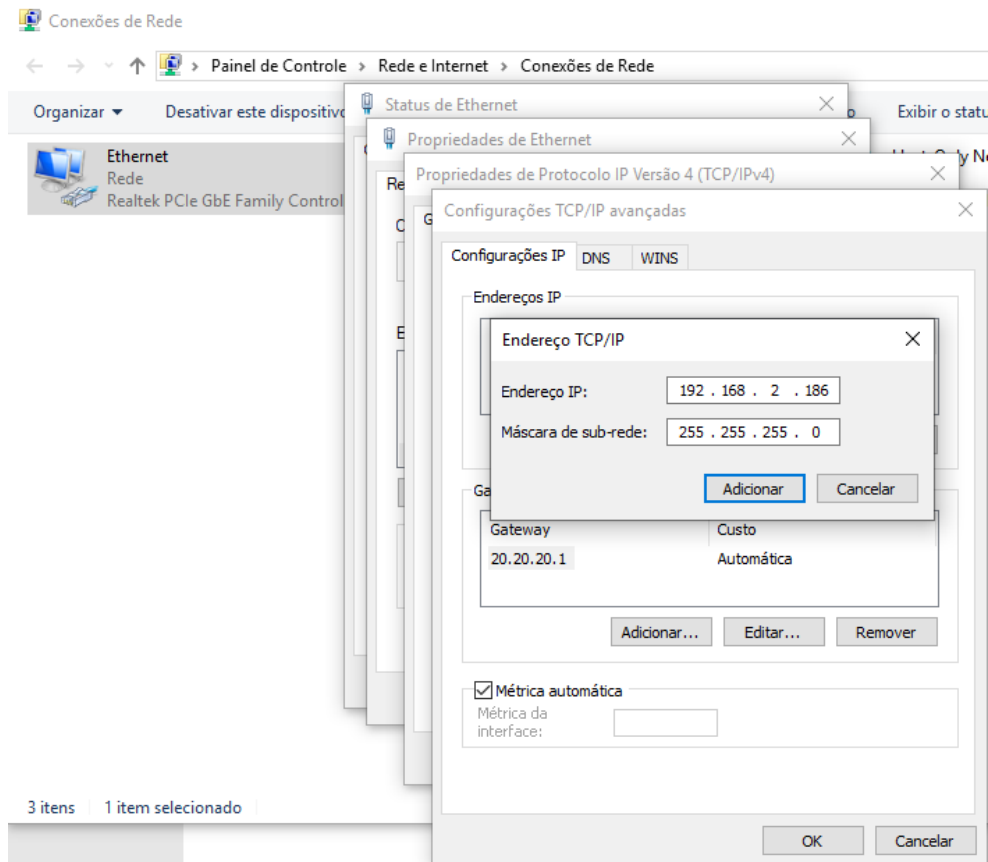 Conexões de Rede
Painel de Controle > Rede e Internet > Conexões de Rede
Organizar Desativar este dispositivo Exibir o statu
Status de Ethernet
Propriedades de Ethernet
Propriedades de Protocolo IP Versão 4 (TCP/IPv4)
Configurações TCP/IP avançadas
Ethernet
Rede
Realtek PCIe GbE Family Control
Re
G
E
Configurações IP DNS WINS
Endereços IP
Endereço TCP/IP
Endereço IP: 192 . 168 . 2 . 186
Máscara de sub-rede: 255 . 255 . 255 . 0
Adicionar Cancelar
Ga
Gateway Custo
20.20.20.1 Automática
Adicionar... Editar... Remover
Métrica automática
Métrica da
interface:
3 itens 1 item selecionado
OK Cancelar